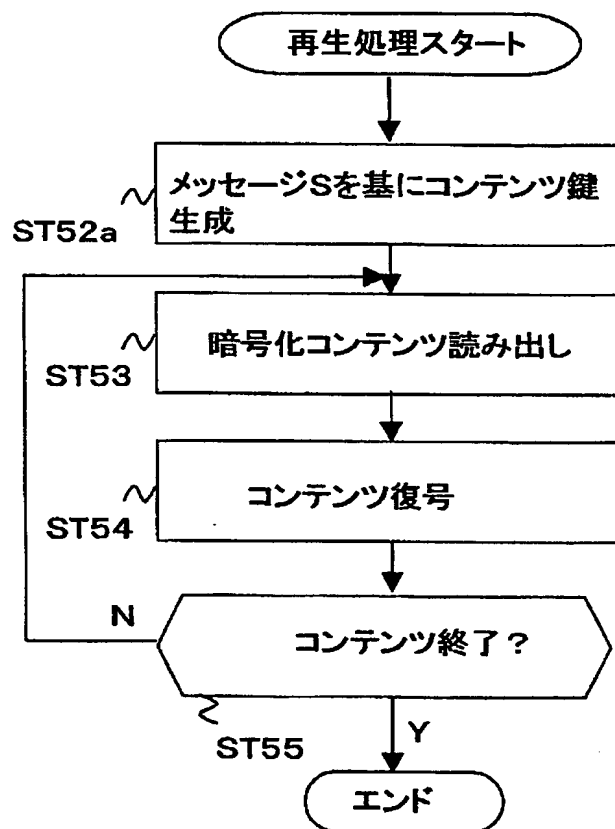 再生処理スタート
メッセージSを基にコンテンツ鍵
生成
ST52a
暗号化コンテンツ読み出し
ST53
コンテンツ復号
ST54
N
コンテンツ終了?
ST55
Y
エンド